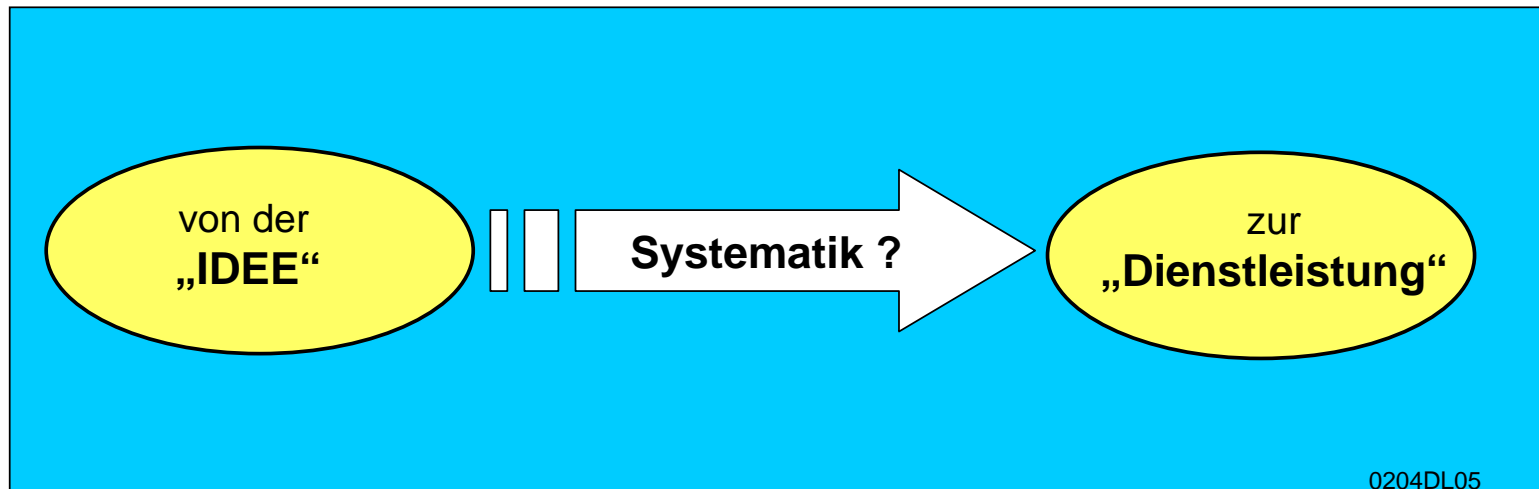 von der
„IDEE“
Systematik ?
zur
„Dienstleistung“
0204DL05